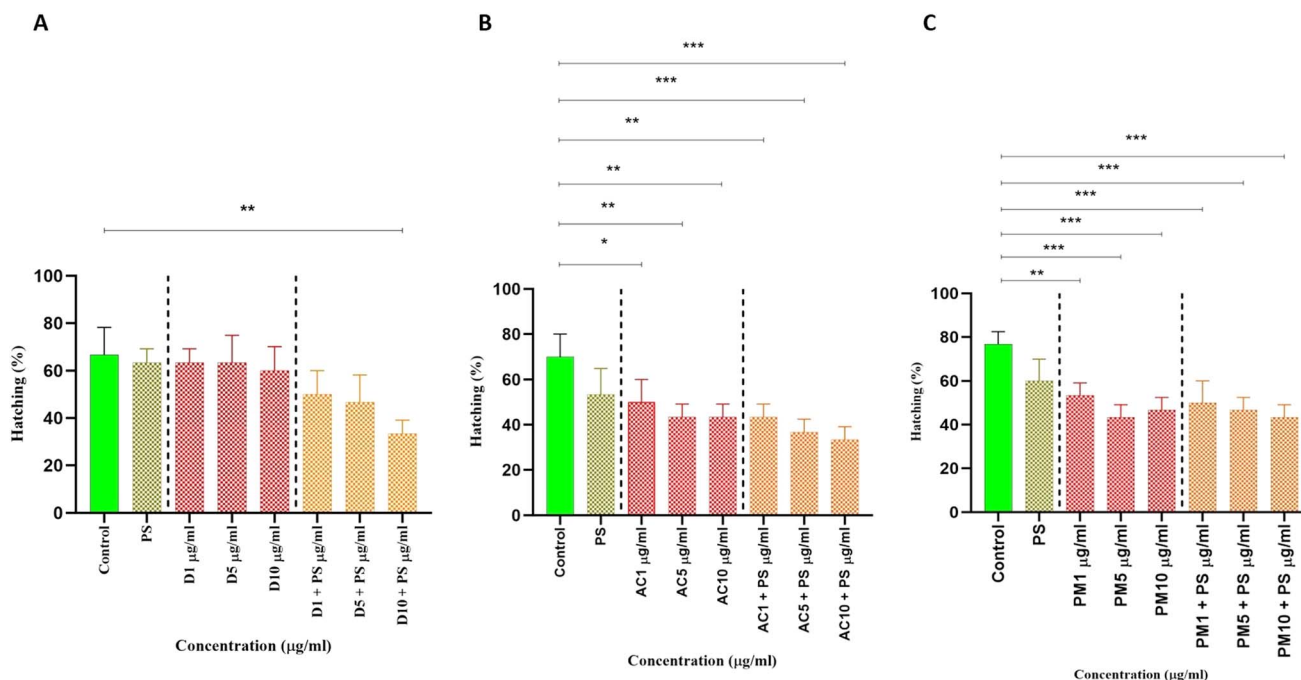 A
**
Hatching (%)
100
80
60
40
20
0
Control
PS
D1 µg/ml
D5 µg/ml
D10 µg/ml
D1 + PS µg/ml
D5 + PS µg/ml
D10 + PS µg/ml
Concentration (µg/ml)
B
***
***
**
**
**
*
Hatching (%)
100
80
60
40
20
0
Control
PS
AC1 µg/ml
AC5 µg/ml
AC10 µg/ml
AC1 + PS µg/ml
AC5 + PS µg/ml
AC10 + PS µg/ml
Concentration (µg/ml)
C
***
***
***
***
***
**
Hatching (%)
100
80
60
40
20
0
Control
PS
PM1 µg/ml
PM5 µg/ml
PM10 µg/ml
PM1 + PS µg/ml
PM5 + PS µg/ml
PM10 + PS µg/ml
Concentration (µg/ml)